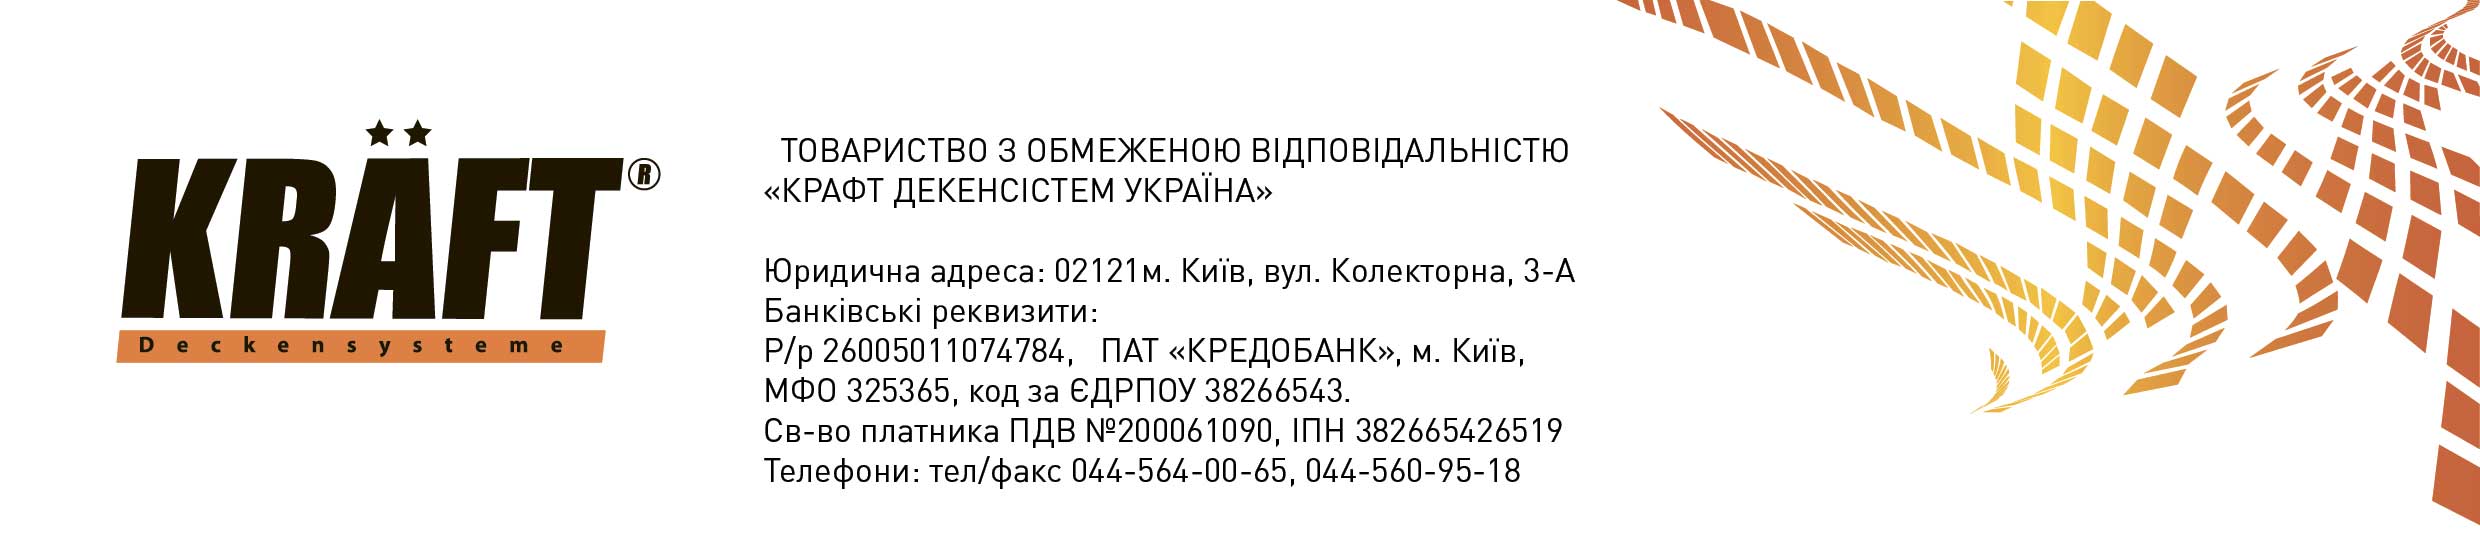 KRÄFT®
Deckensysteme
ТОВАРИСТВО З ОБМЕЖЕНОЮ ВІДПОВІДАЛЬНІСТЮ
«КРАФТ ДЕКЕНСІСТЕМ УКРАЇНА»
Юридична адреса: 02121м. Київ, вул. Колекторна, 3-А
Банківські реквизити:
Р/р 26005011074784, ПАТ «КРЕДОБАНК», м. Київ,
МФО 325365, код за ЄДРПОУ 38266543.
Св-во платника ПДВ №200061090, ІПН 382665426519
Телефони: тел/факс 044-564-00-65, 044-560-95-18